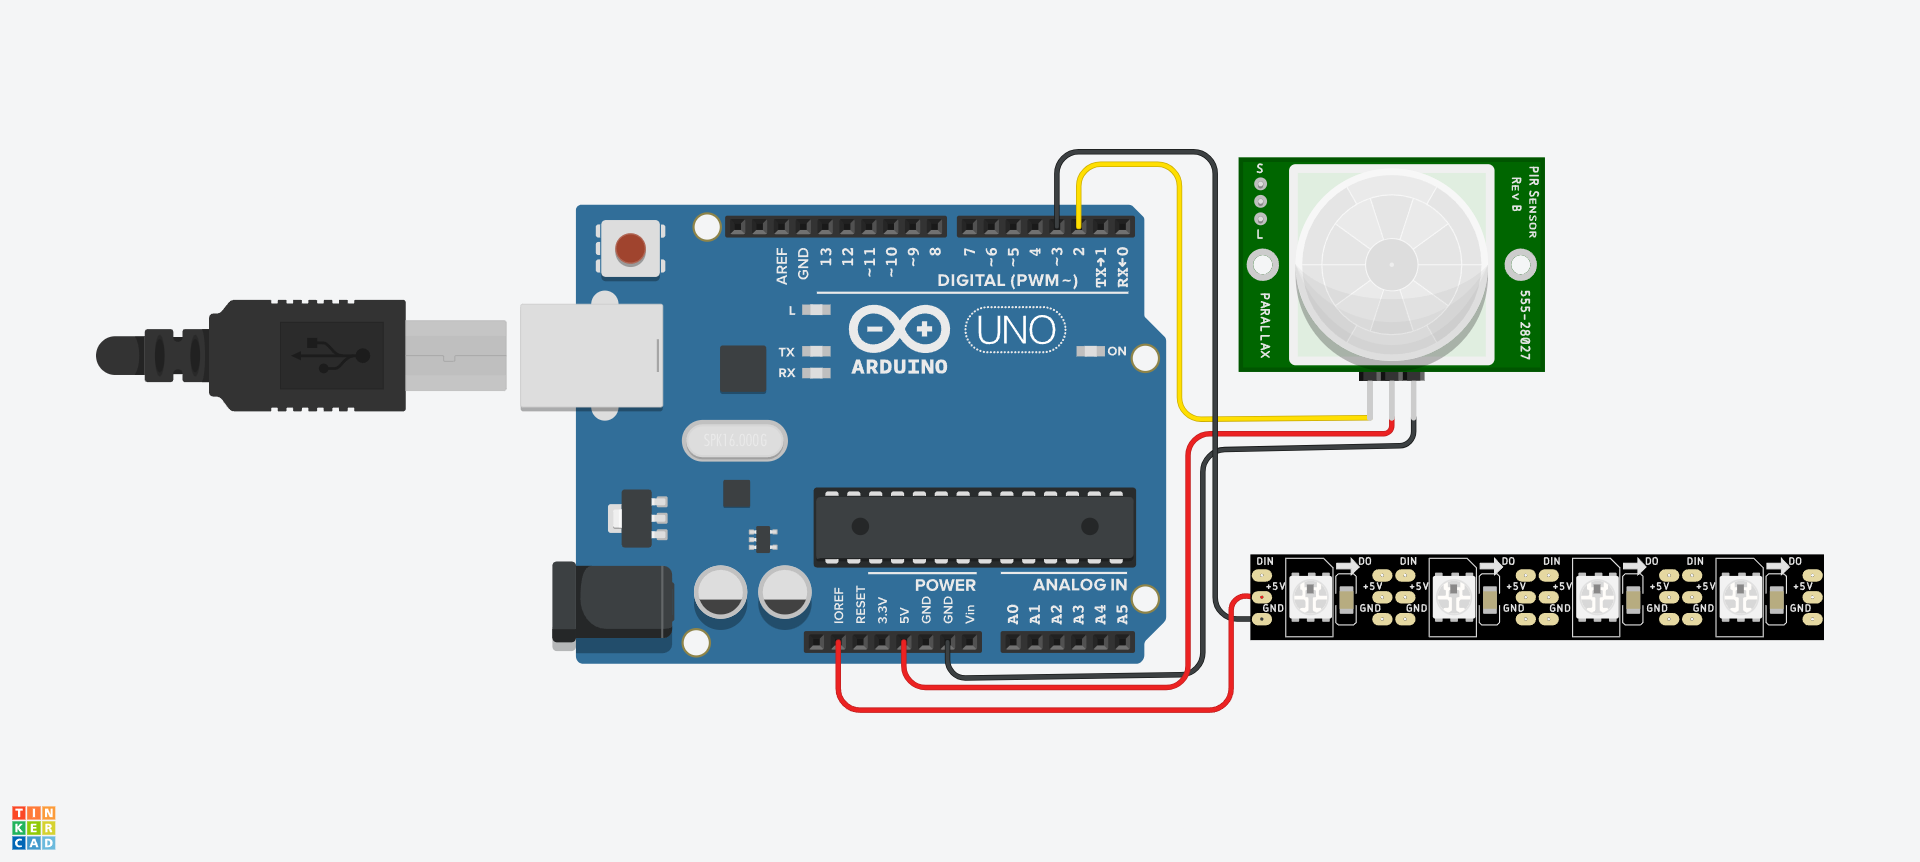 AREF
GND
13
12
~11
~10
~9
8
7
~6
~5
4
~3
2
TX→1
RX←0
DIGITAL (PWM~)
L
TX
RX
ARDUINO
UNO
ON
SPK16.000G
POWER
ANALOG IN
IOREF
RESET
3.3V
5V
GND
GND
Vin
A0
A1
A2
A3
A4
A5
S
L
PARALLAX
PIR SENSOR
REV B
555-28027
DIN
DO
DIN
DO
DIN
DO
DIN
DO
+5V
+5V
+5V
+5V
+5V
+5V
+5V
+5V
GND
GND
GND
GND
GND
GND
GND
GND
TIN
KER
CAD